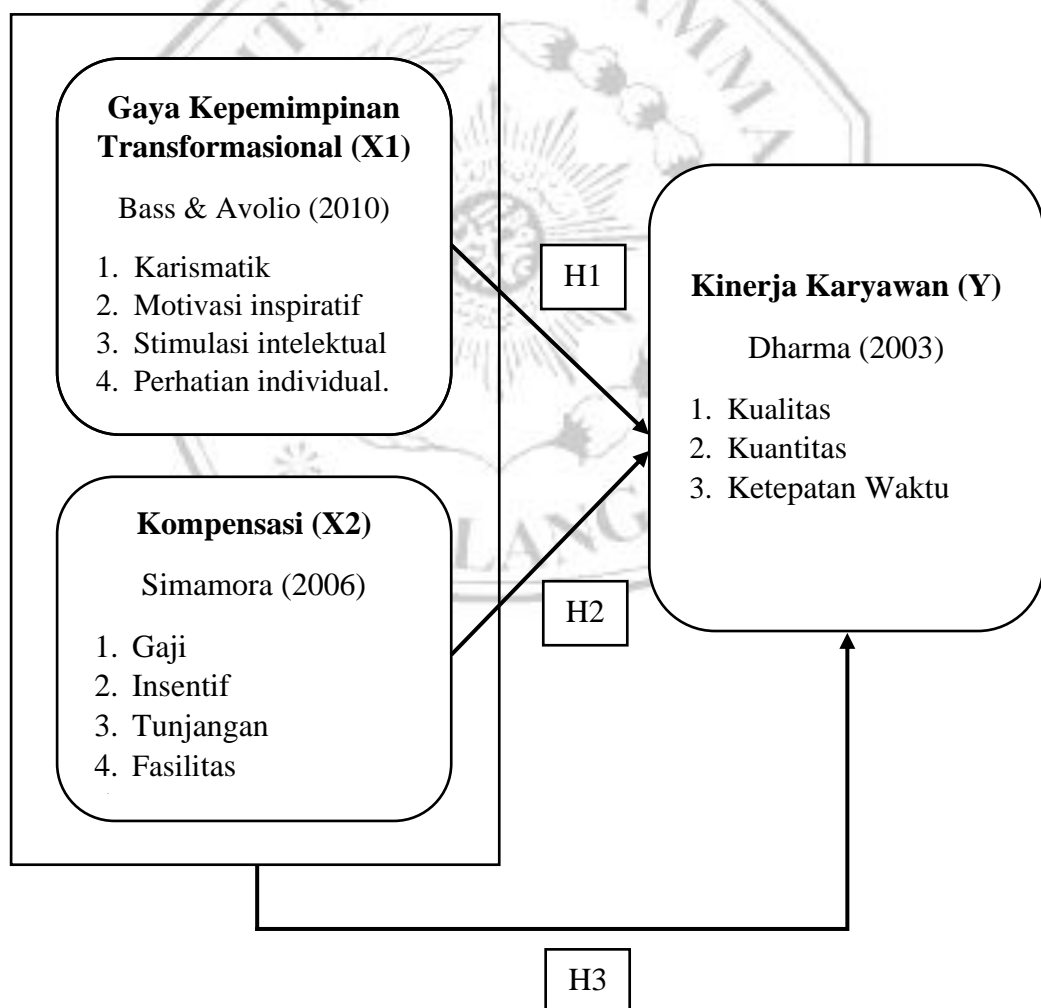 Gaya Kepemimpinan
Transformasional (X1)
Bass & Avolio (2010)
1. Karismatik
2. Motivasi inspiratif
3. Stimulasi intelektual
4. Perhatian individual.
Kompensasi (X2)
Simamora (2006)
1. Gaji
2. Insentif
3. Tunjangan
4. Fasilitas
H1
H2
Kinerja Karyawan (Y)
Dharma (2003)
1. Kualitas
2. Kuantitas
3. Ketepatan Waktu
H3